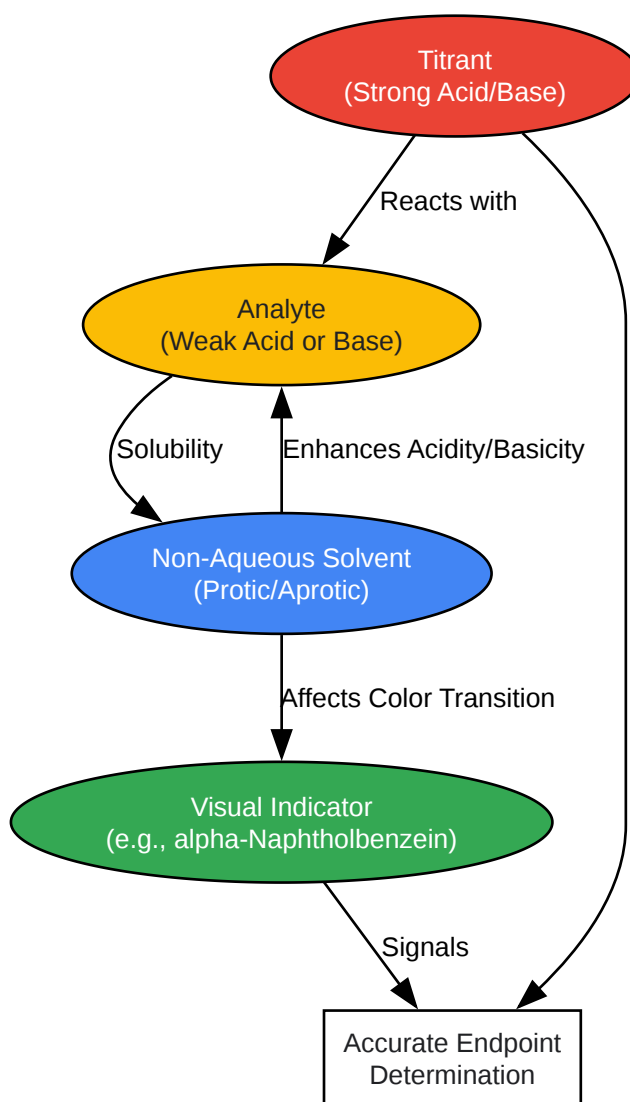 Titrant
(Strong Acid/Base)
Reacts with
Analyte
(Weak Acid or Base)
Solubility
Enhances Acidity/Basicity
Non-Aqueous Solvent
(Protic/Aprotic)
Affects Color Transition
Visual Indicator
(e.g., alpha-Naphtholbenzein)
Signals
Accurate Endpoint
Determination